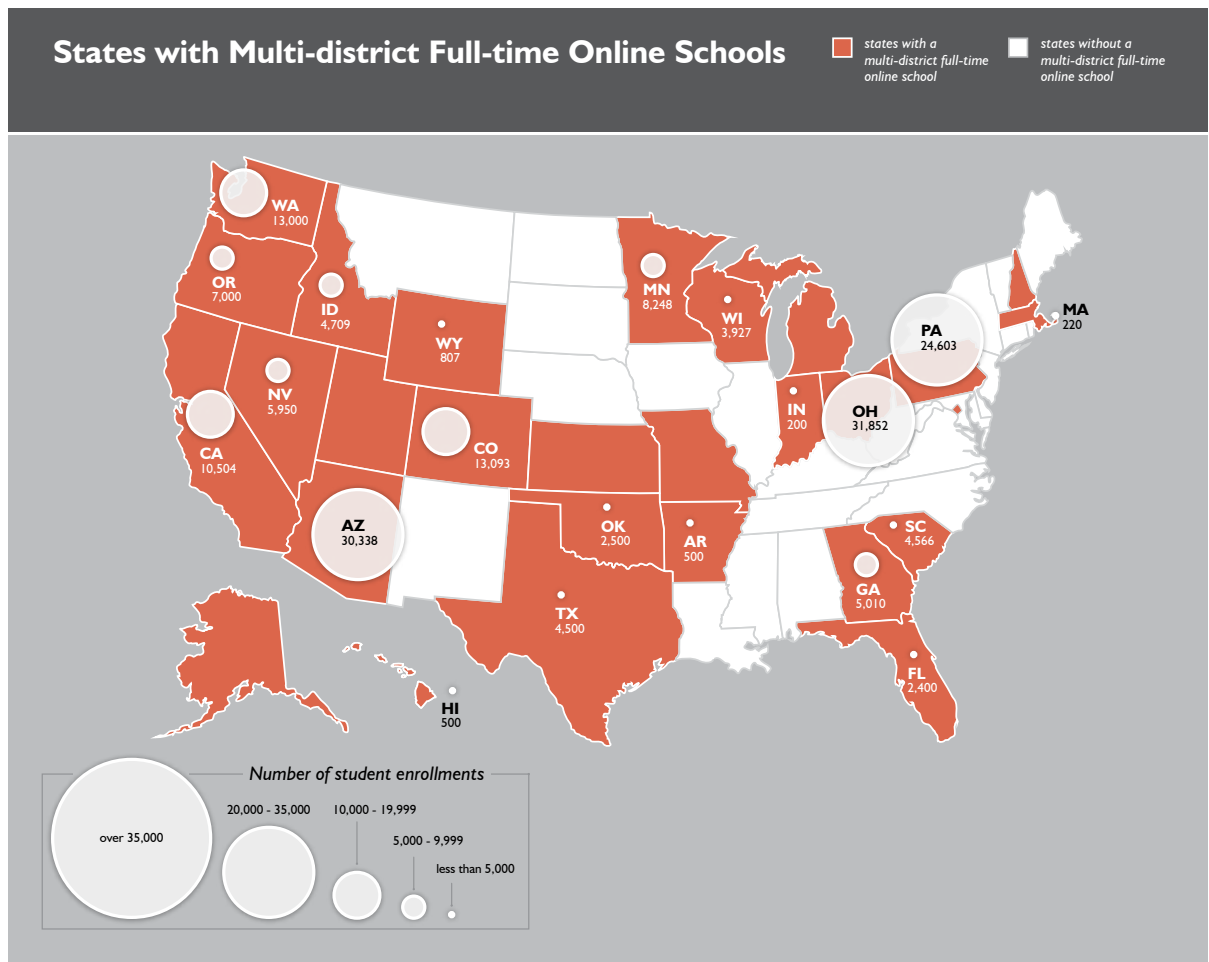 States with Multi-district Full-time Online Schools
states with a
multi-district full-time
online school
states without a
multi-district full-time
online school
WA
13,000
OR
7,000
ID
4,709
MN
8,248
WI
3,927
MA
220
PA
24,603
WY
807
NV
5,950
IN
200
OH
31,852
CA
10,504
CO
13,093
AZ
30,338
OK
2,500
AR
500
SC
4,566
GA
5,010
TX
4,500
FL
2,400
HI
500
Number of student enrollments
over 35,000
20,000 - 35,000
10,000 - 19,999
5,000 - 9,999
less than 5,000